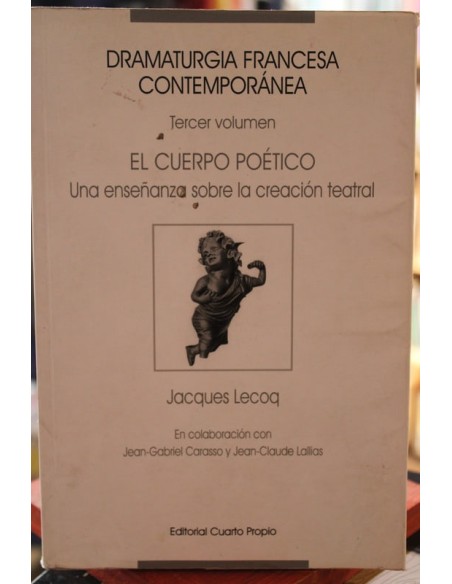 DRAMATURGIA FRANCESA
CONTEMPORÁNEA
Tercer volumen
EL CUERPO POÉTICO
Una enseñanza sobre la creación teatral
Jacques Lecoq
En colaboración con
Jean-Gabriel Carasso y Jean-Claude Lallias
Editorial Cuarto Propio